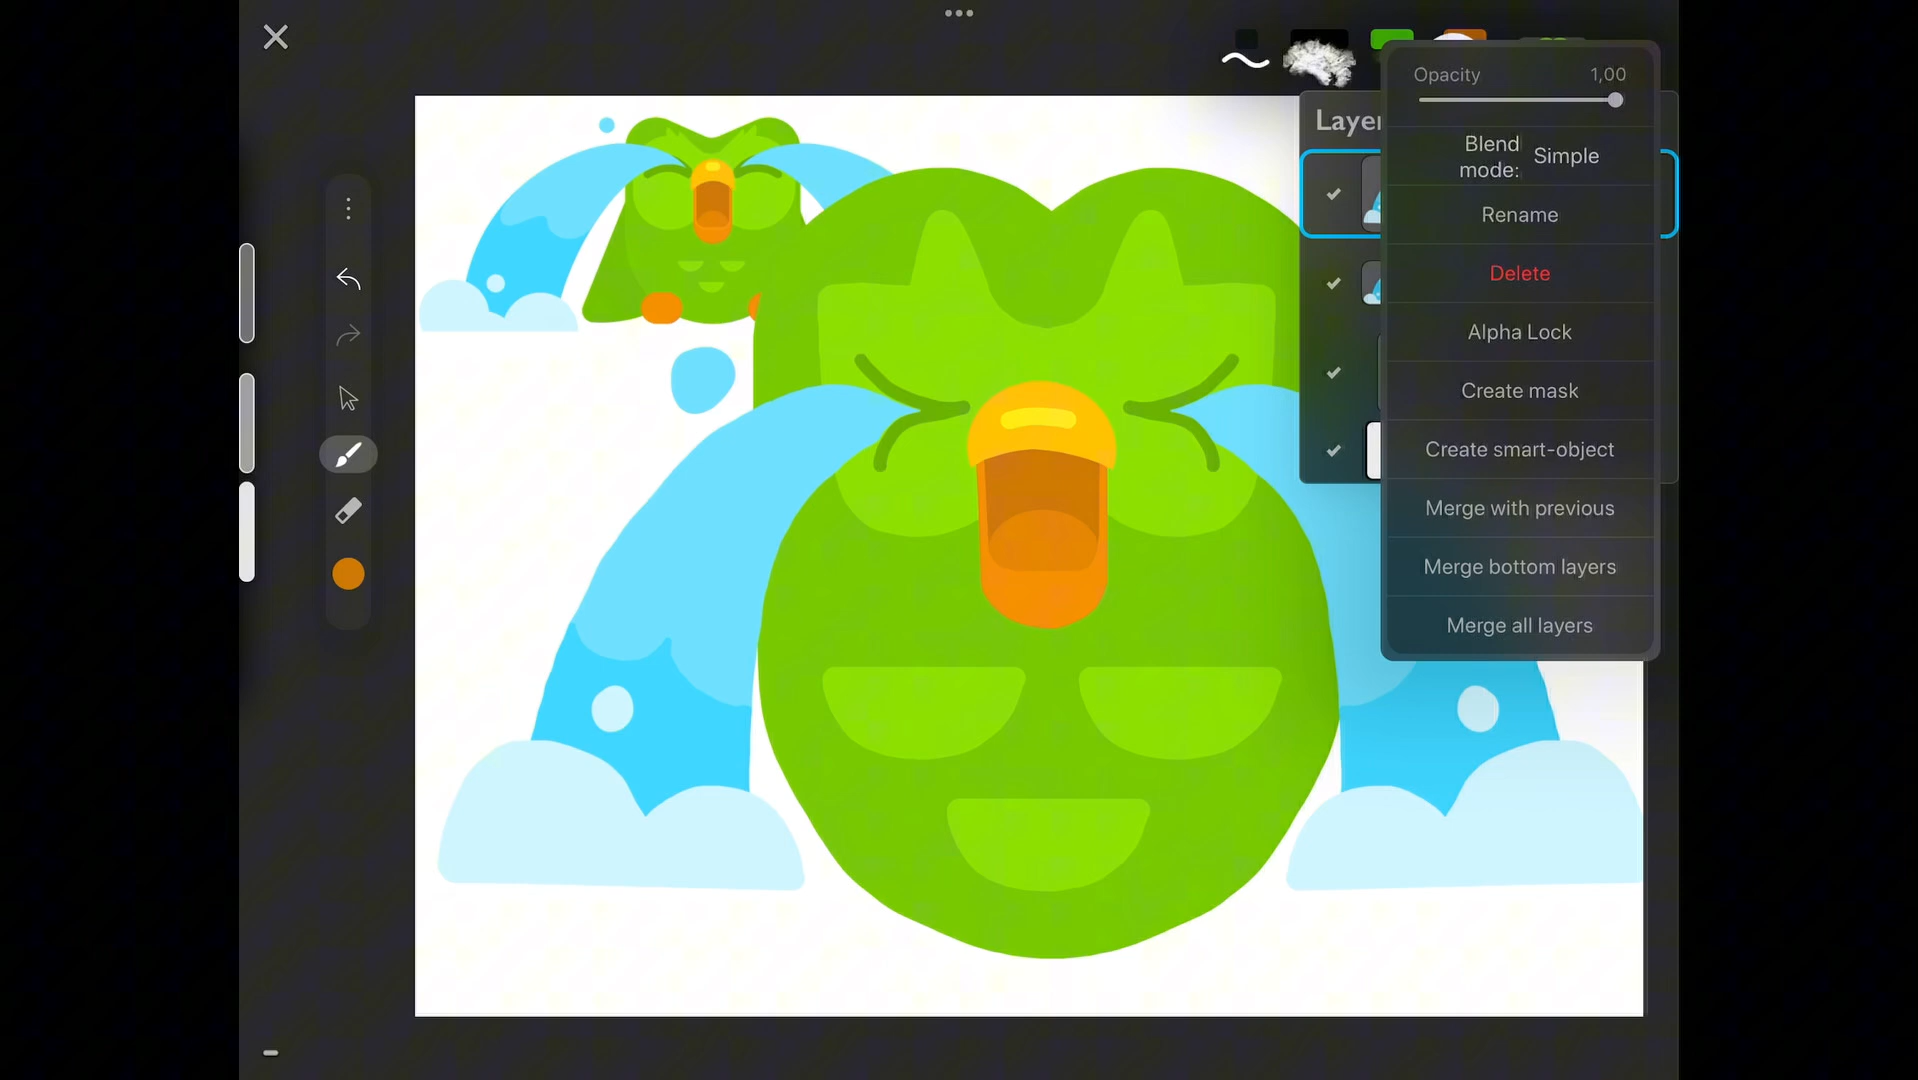 Opacity 1,00
Layer
Blend mode: Simple
Rename
Delete
Alpha Lock
Create mask
Create smart-object
Merge with previous
Merge bottom layers
Merge all layers